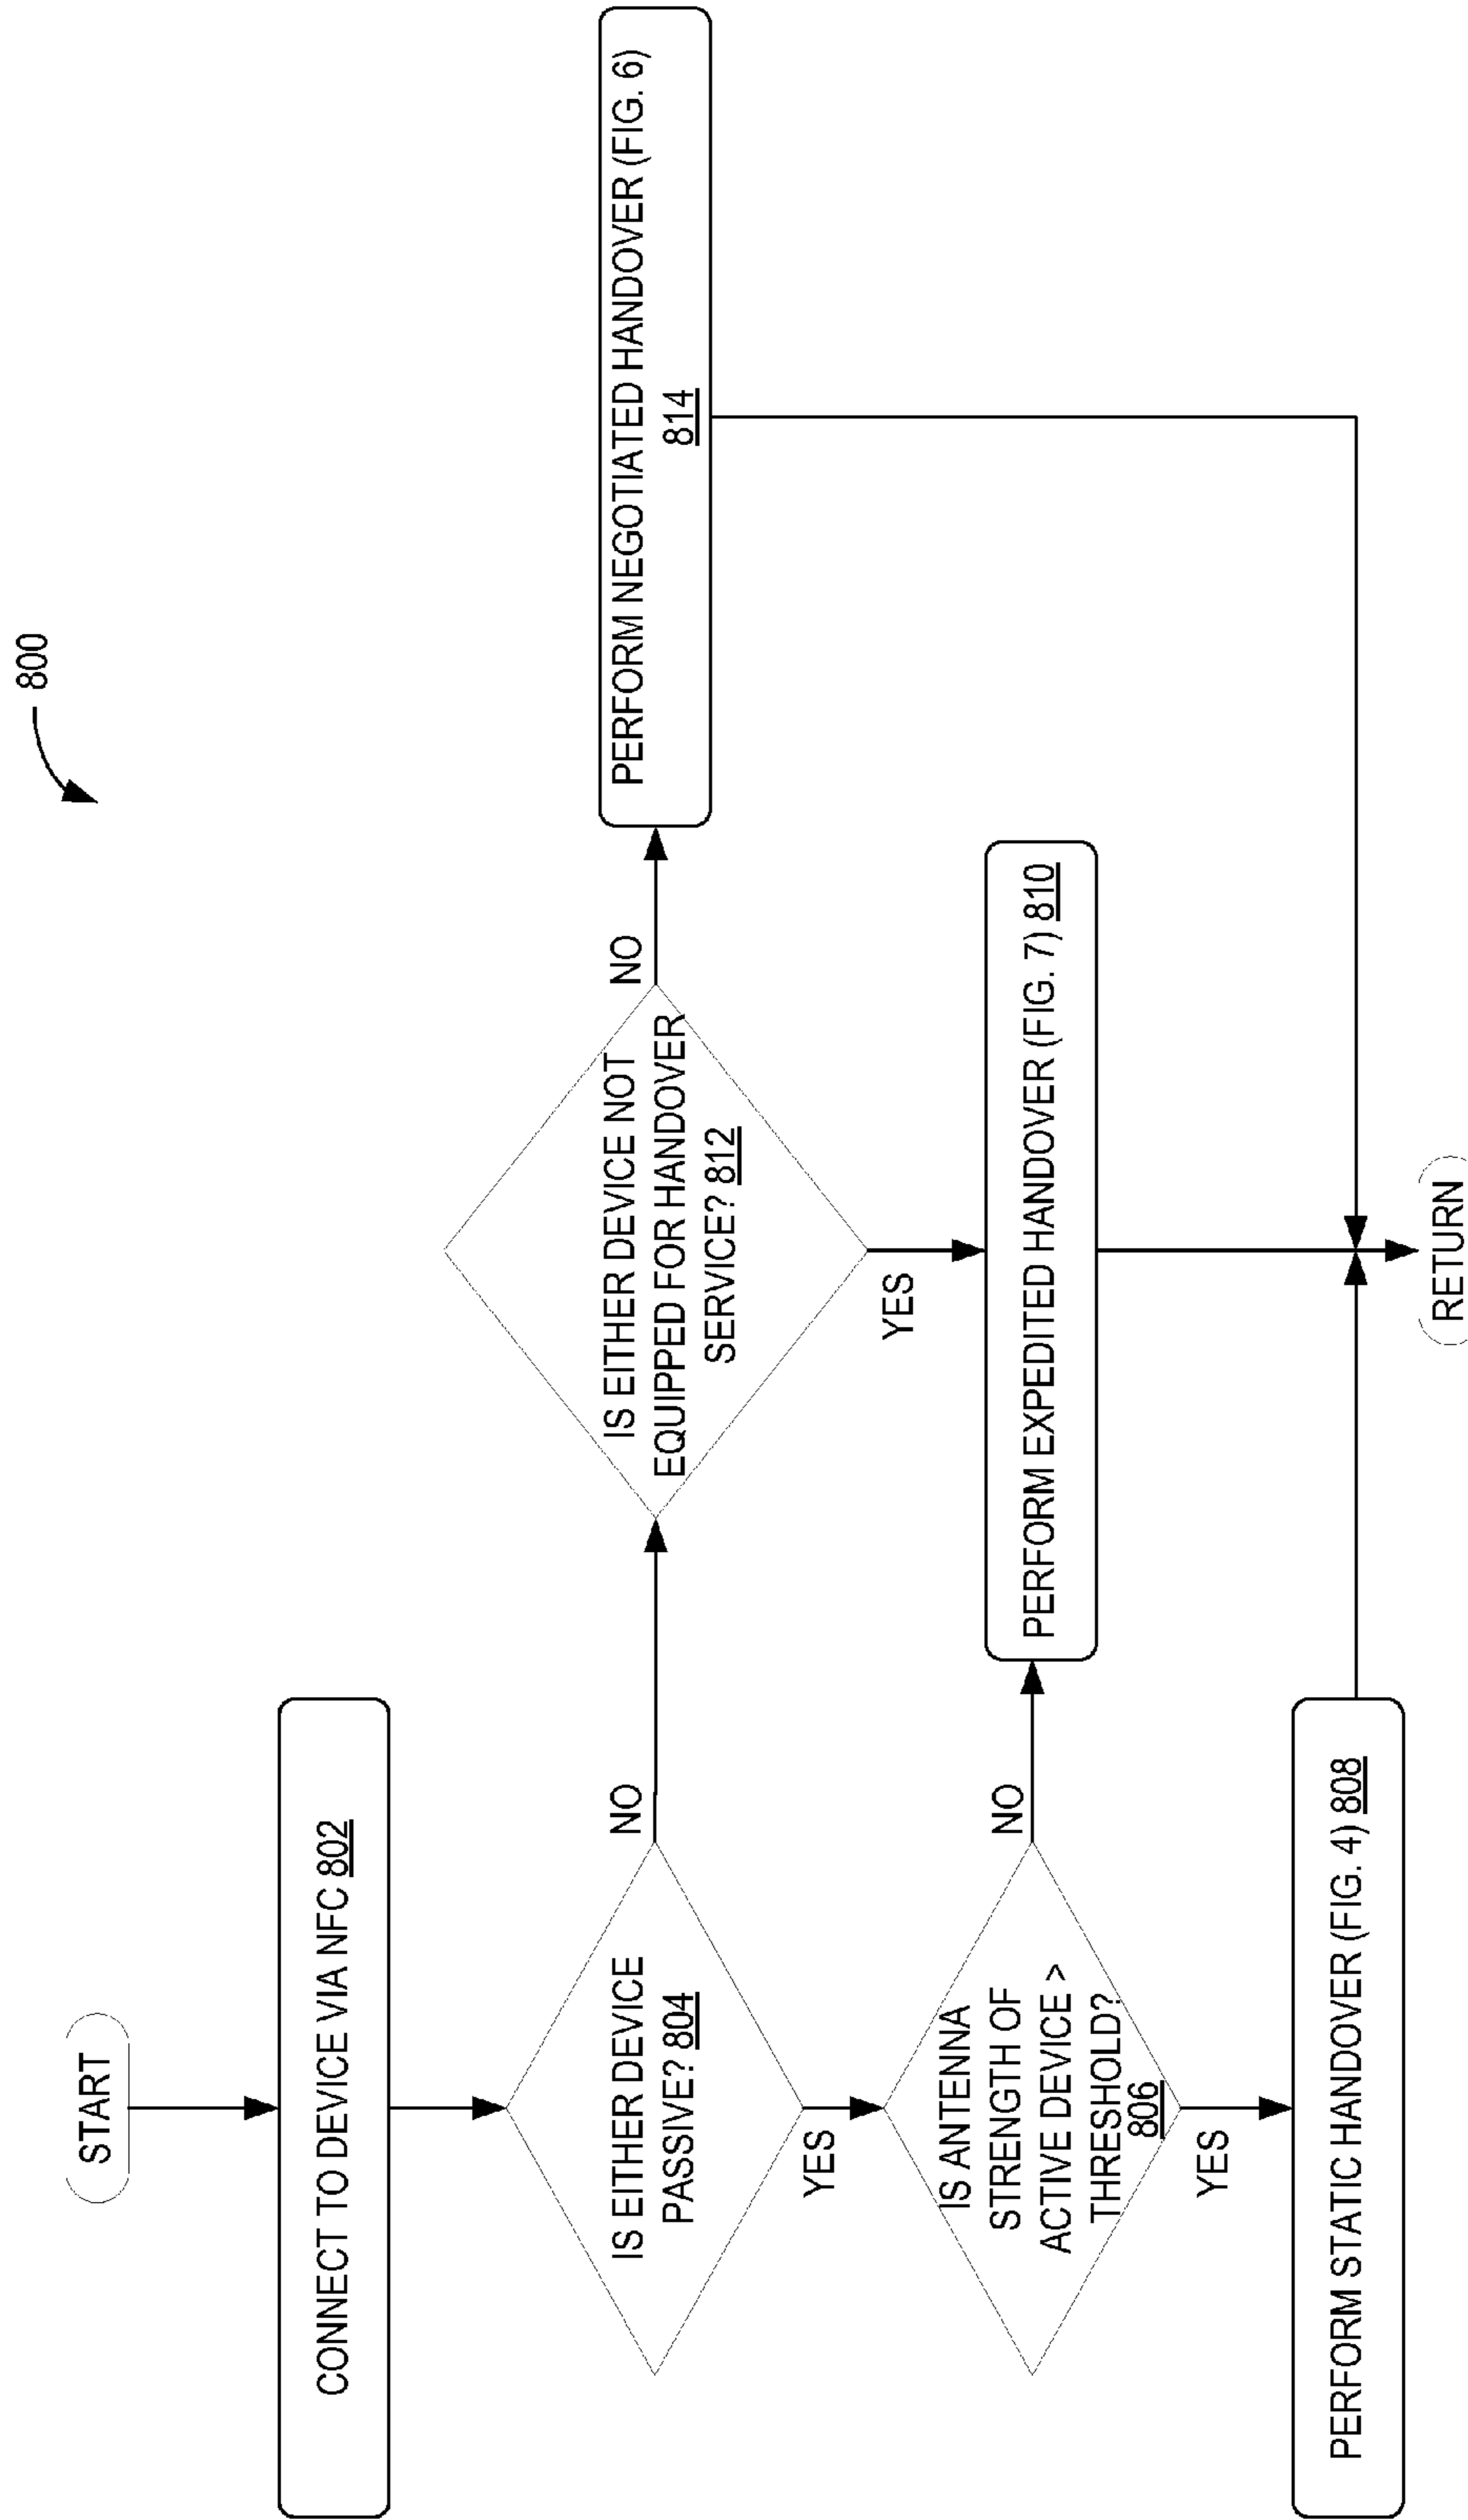 800
START
CONNECT TO DEVICE VIA NFC 802
IS EITHER DEVICE
PASSIVE? 804
NO
YES
IS EITHER DEVICE NOT
EQUIPPED FOR HANDOVER
SERVICE? 812
NO
YES
PERFORM NEGOTIATED HANDOVER (FIG. 6)
814
IS ANTENNA
STRENGTH OF
ACTIVE DEVICE >
THRESHOLD?
806
NO
YES
PERFORM EXPEDITED HANDOVER (FIG. 7) 810
PERFORM STATIC HANDOVER (FIG. 4) 808
RETURN